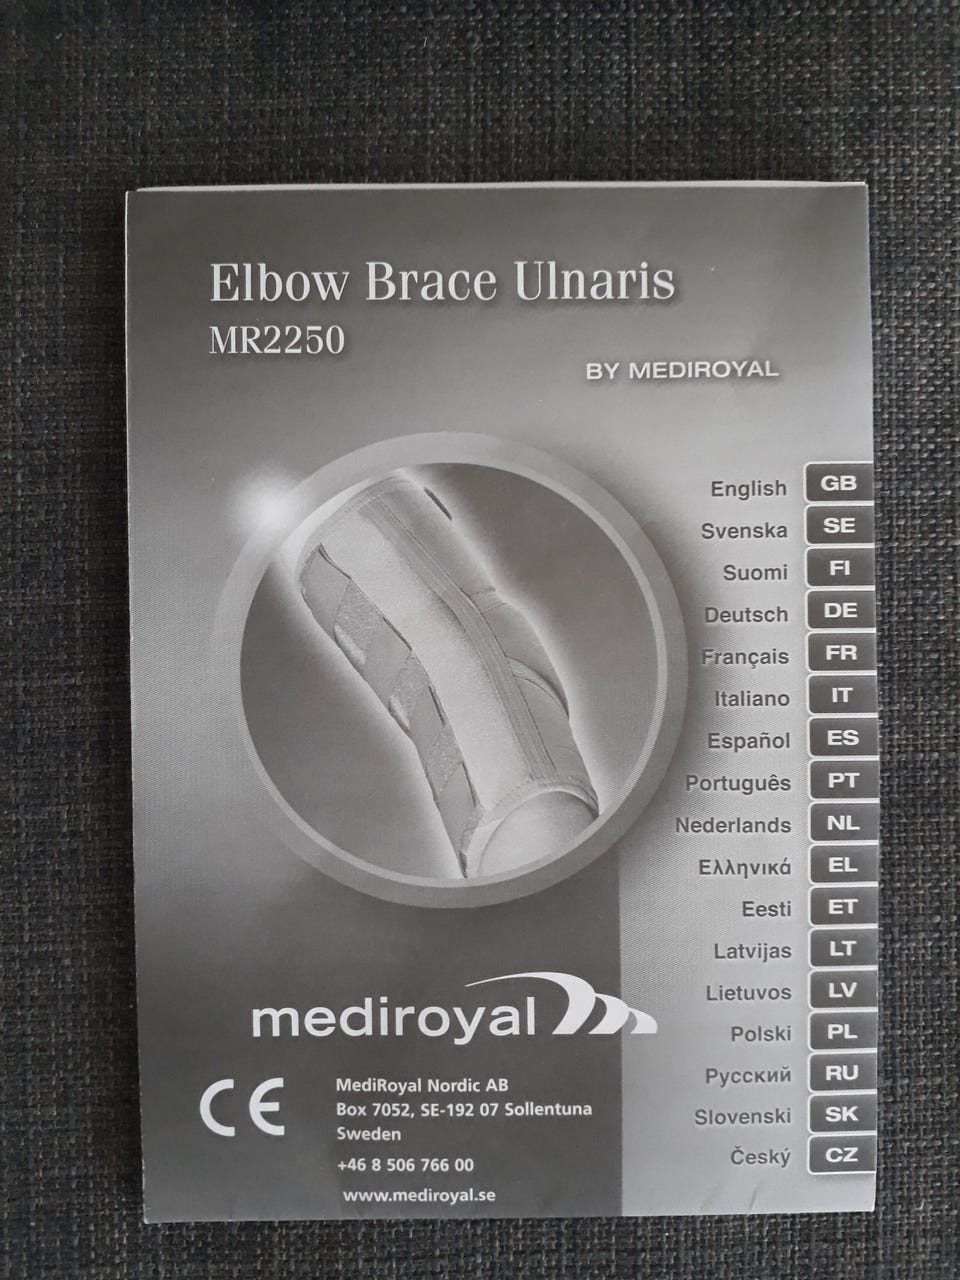 Elbow Brace Ulnaris
MR2250
BY MEDIROYAL
English GB
Svenska SE
Suomi FI
Deutsch DE
Français FR
Italiano IT
Español ES
Português PT
Nederlands NL
Ελληνικά EL
Eesti ET
Latvijas LT
Lietuvos LV
Polski PL
Русский RU
Slovenski SK
Český CZ
mediroyal
CE
MediRoyal Nordic AB
Box 7052, SE-192 07 Sollentuna
Sweden
+46 8 506 766 00
www.mediroyal.se